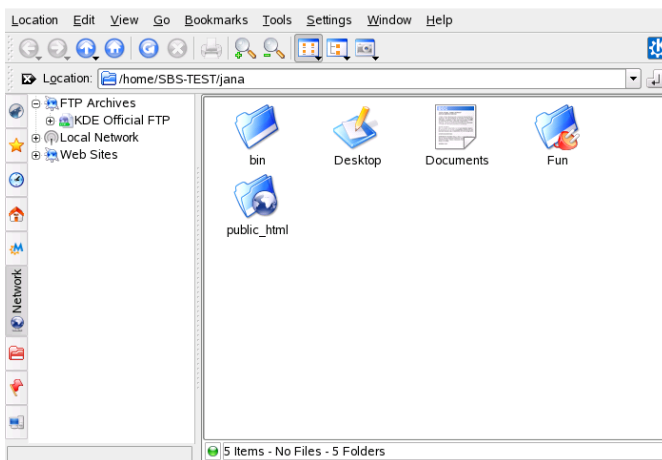 Location Edit View Go Bookmarks Tools Settings Window Help
Location: /home/SBS-TEST/jana
FTP Archives
KDE Official FTP
Local Network
Web Sites
Network
bin Desktop Documents Fun
public_html
5 Items - No Files - 5 Folders